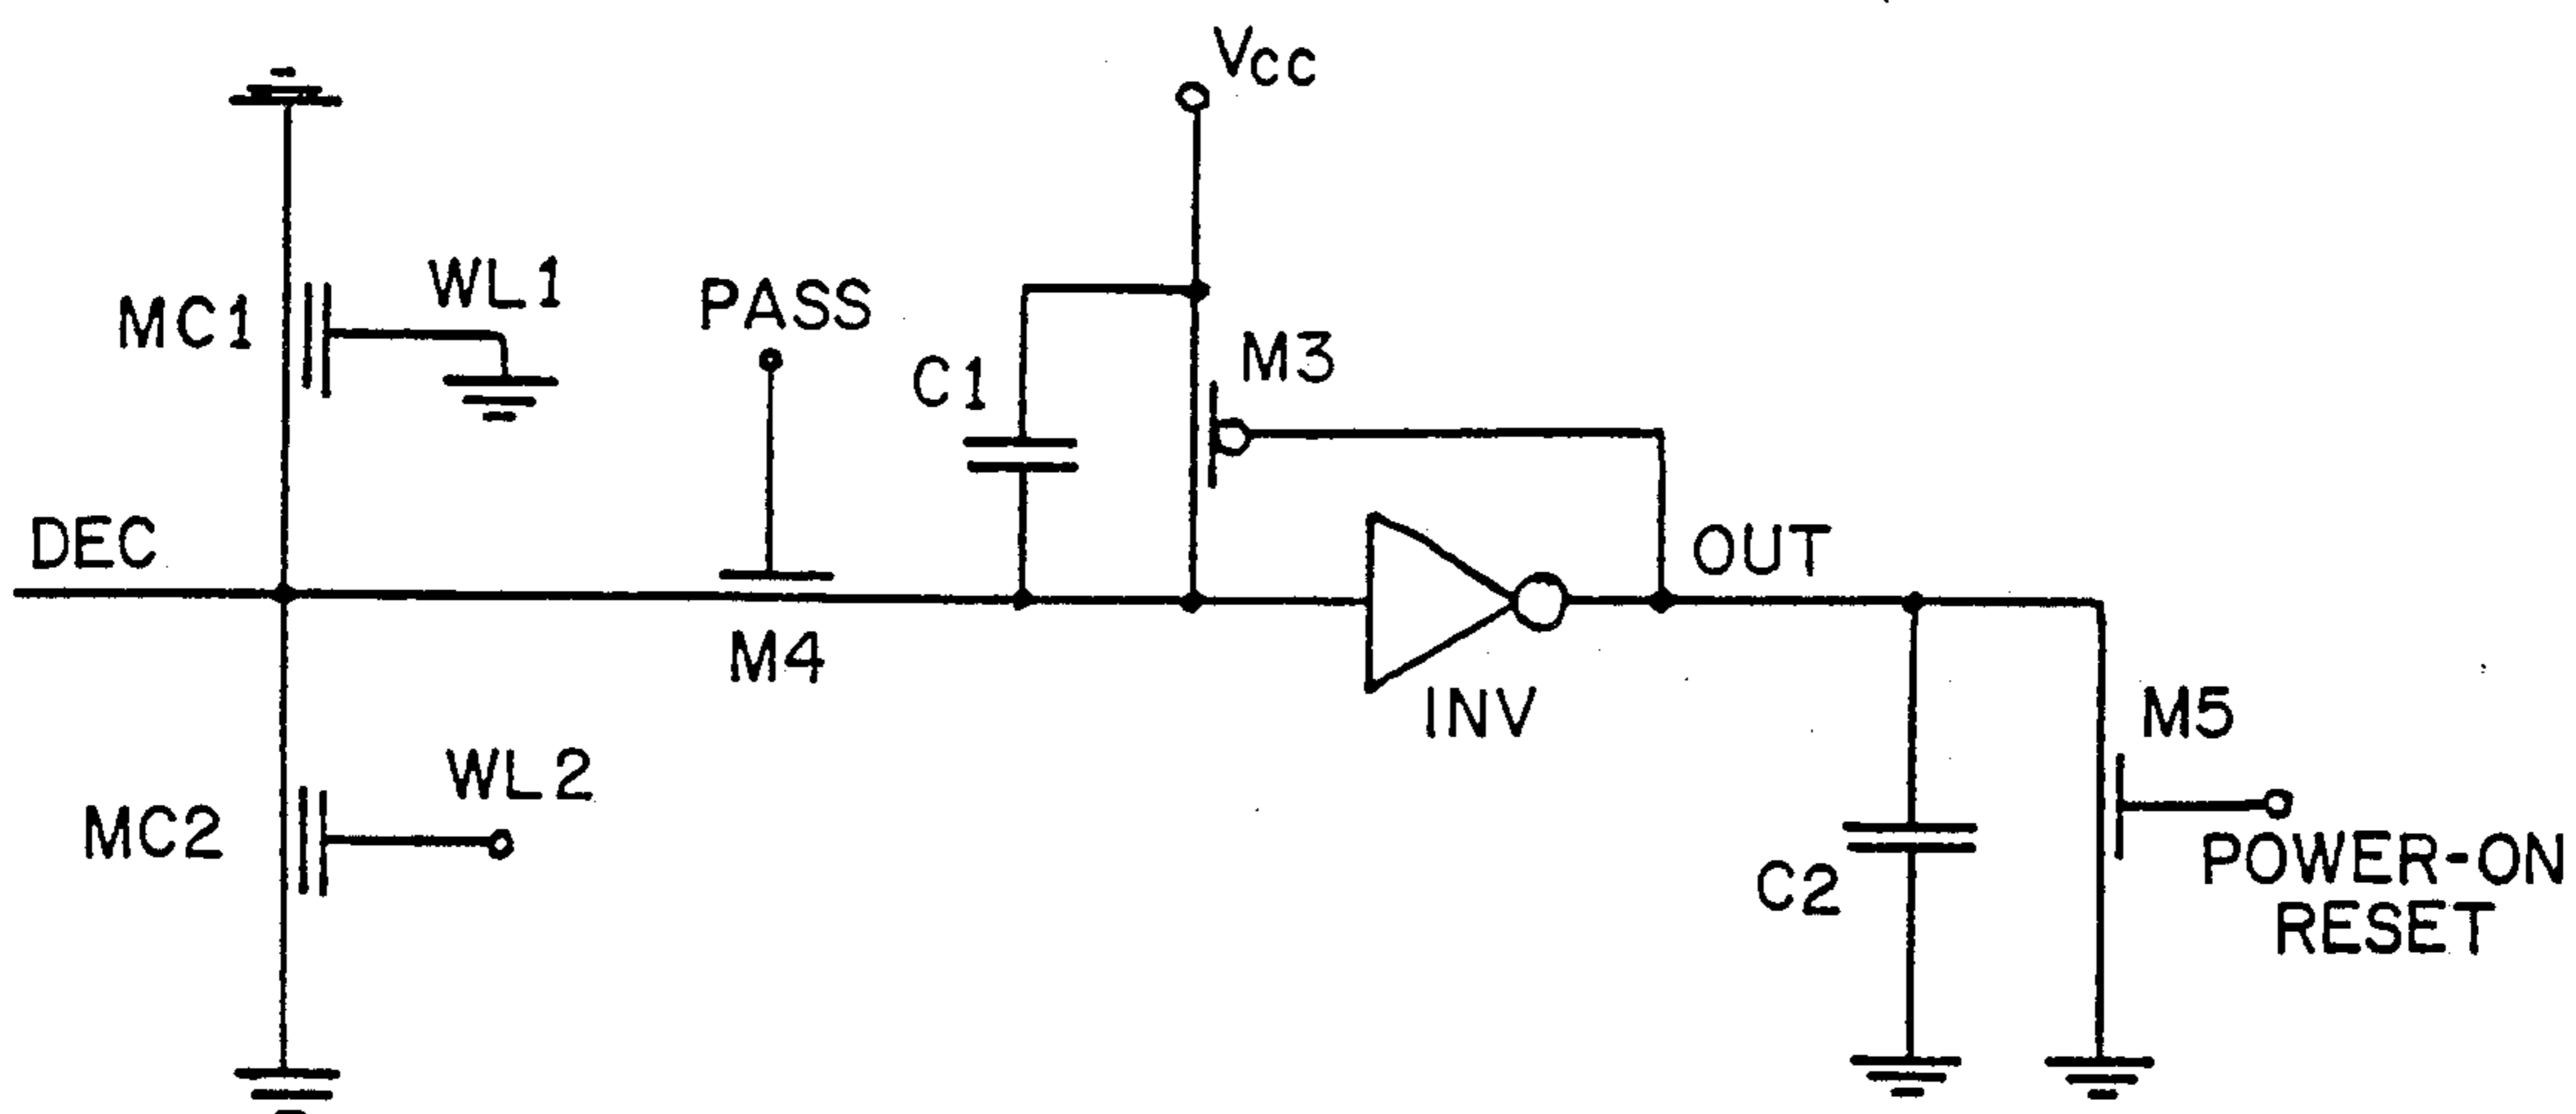 Vcc
MC1
WL1
PASS
C1
M3
DEC
OUT
M4
INV
M5
MC2
WL2
C2
POWER-ON
RESET